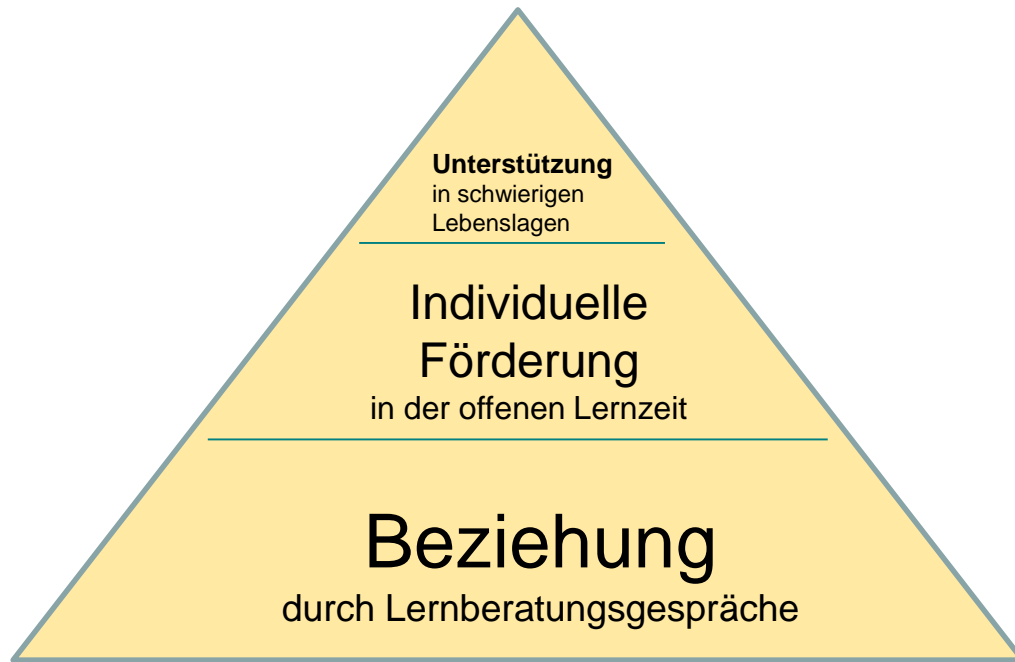 Unterstützung
in schwierigen
Lebenslagen
Individuelle
Förderung
in der offenen Lernzeit
Beziehung
durch Lernberatungsgespräche